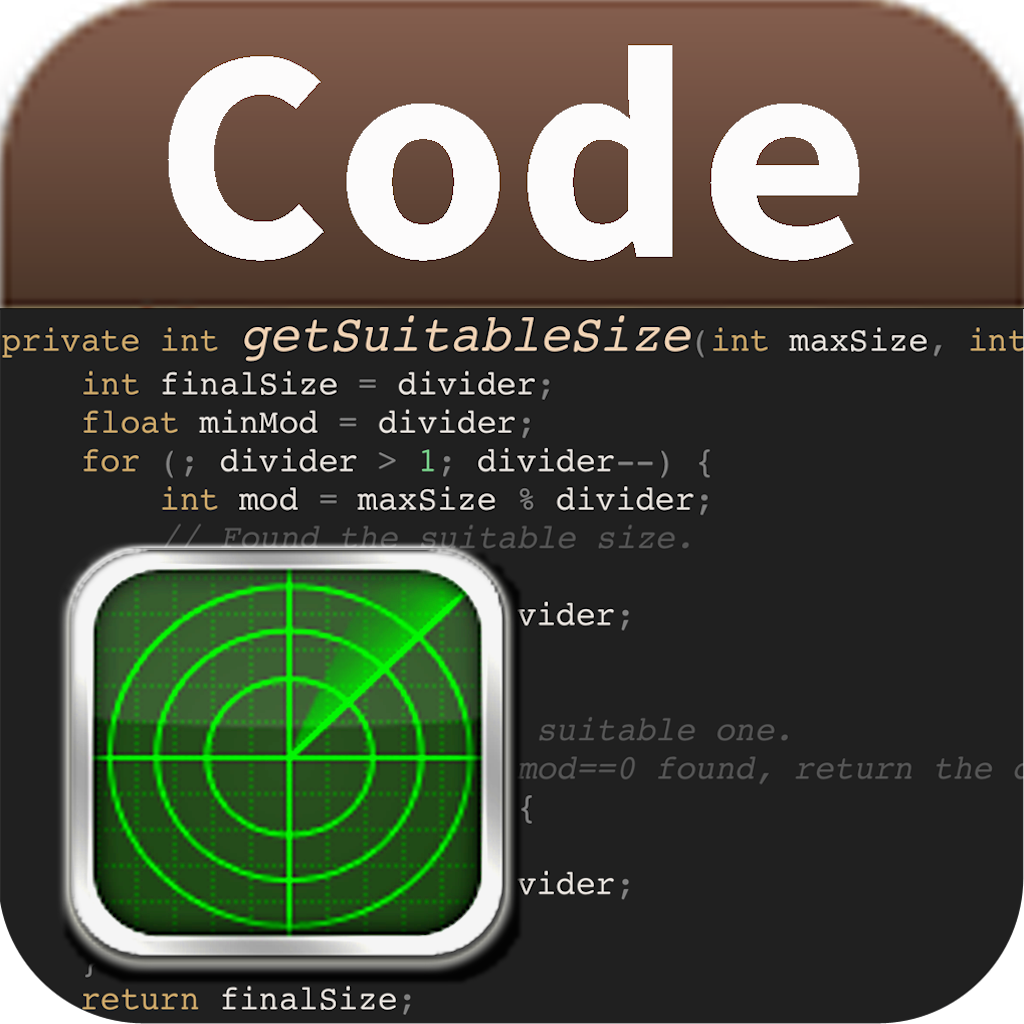 Code
private int getSuitableSize(int maxSize, int
int finalSize = divider;
float minMod = divider;
for (; divider > 1; divider--) {
int mod = maxSize % divider;
// Found the suitable size.
vider;
suitable one.
mod==0 found, return the
{
vider;
}
return finalSize;